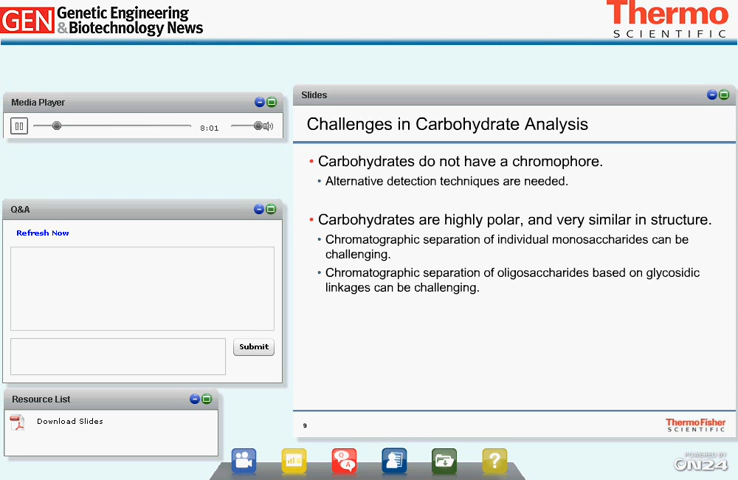 GEN Genetic Engineering
& Biotechnology News
Thermo
SCIENTIFIC
Media Player
8:01
Q&A
Refresh Now
Submit
Resource List
Download Slides
Slides
Challenges in Carbohydrate Analysis
• Carbohydrates do not have a chromophore.
• Alternative detection techniques are needed.
• Carbohydrates are highly polar, and very similar in structure.
• Chromatographic separation of individual monosaccharides can be
challenging.
• Chromatographic separation of oligosaccharides based on glycosidic
linkages can be challenging.
9
ThermoFisher
SCIENTIFIC
Q
A
?
POWERED BY
ON24